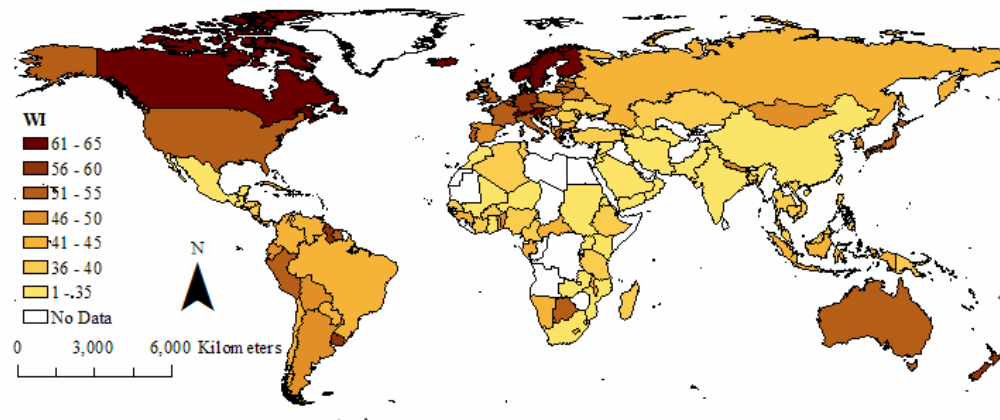 WI
61 - 65
56 - 60
51 - 55
46 - 50
41 - 45
36 - 40
1 - 35
No Data
N
0 3,000 6,000 Kilometers